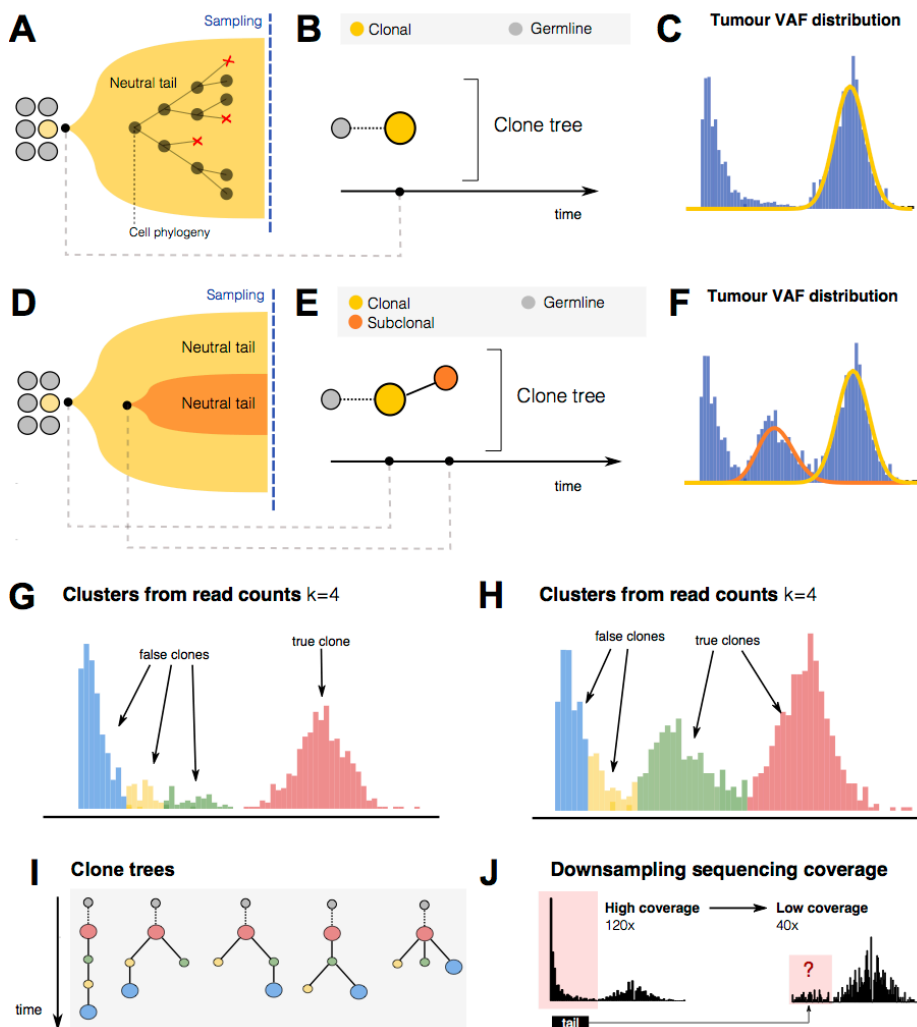 A
Sampling
Neutral tail
Cell phylogeny
B
Clonal
Germline
Clone tree
time
C
Tumour VAF distribution
D
Sampling
Neutral tail
Neutral tail
E
Clonal
Germline
Subclonal
Clone tree
time
F
Tumour VAF distribution
G
Clusters from read counts k=4
false clones
true clone
H
Clusters from read counts k=4
false clones
true clones
I
Clone trees
time
J
Downsampling sequencing coverage
High coverage
120x
Low coverage
40x
?
tail